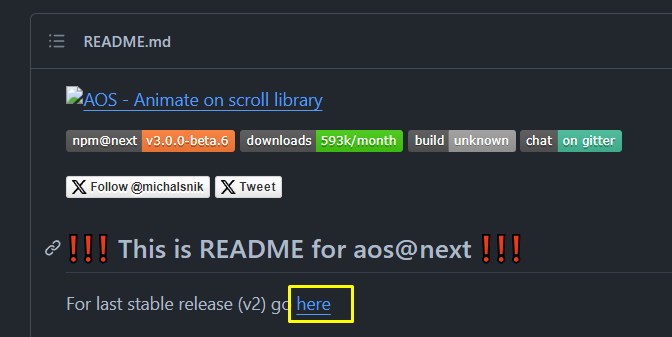 README.md
AOS - Animate on scroll library
npm@next v3.0.0-beta.6 downloads 593k/month build unknown chat on gitter
Follow @michalsnik Tweet
❗❗❗ This is README for aos@next ❗❗❗
For last stable release (v2) go here